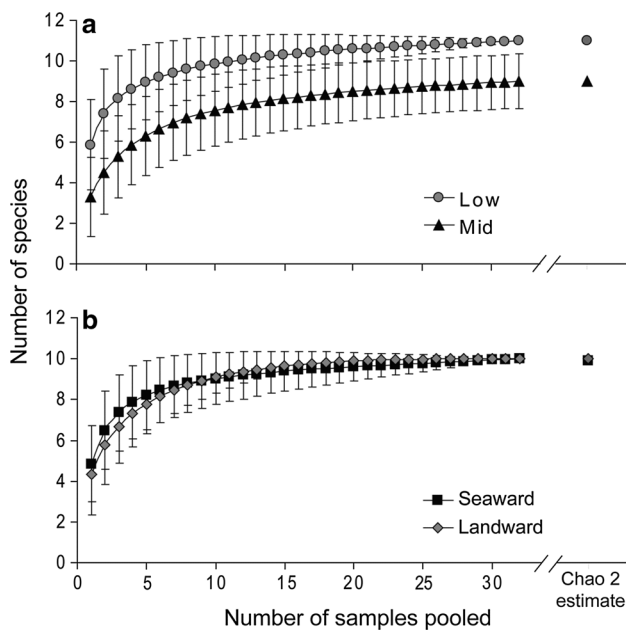 a
12
10
8
6
4
2
0
Low
Mid
Number of species
b
12
10
8
6
4
2
0
Seaward
Landward
0 5 10 15 20 25 30
Chao 2
estimate
Number of samples pooled